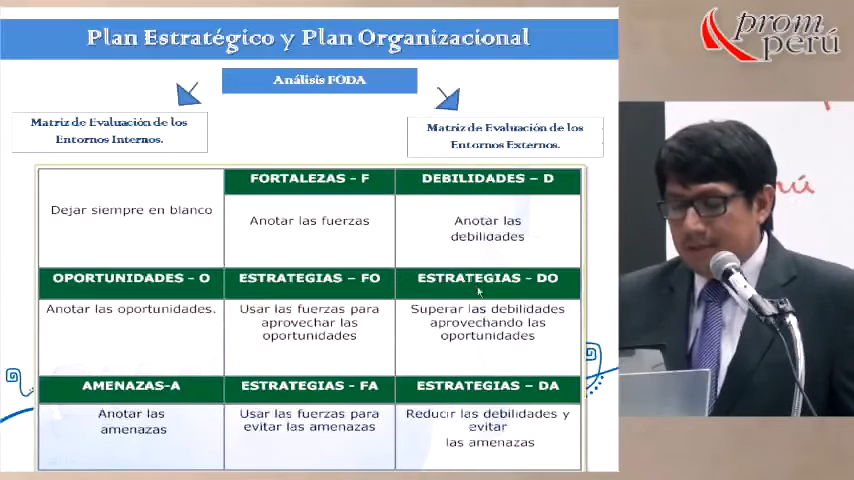 Plan Estratégico y Plan Organizacional
prom
perú
Análisis FODA
Matriz de Evaluación de los
Entornos Internos.
Matriz de Evaluación de los
Entornos Externos.
Dejar siempre en blanco
FORTALEZAS - F
Anotar las fuerzas
DEBILIDADES – D
Anotar las
debilidades
OPORTUNIDADES - O
Anotar las oportunidades.
ESTRATEGIAS - FO
Usar las fuerzas para
aprovechar las
oportunidades
ESTRATEGIAS - DO
Superar las debilidades
aprovechando las
oportunidades
AMENAZAS-A
Anotar las
amenazas
ESTRATEGIAS - FA
Usar las fuerzas para
evitar las amenazas
ESTRATEGIAS – DA
Reducir las debilidades y
evitar
las amenazas